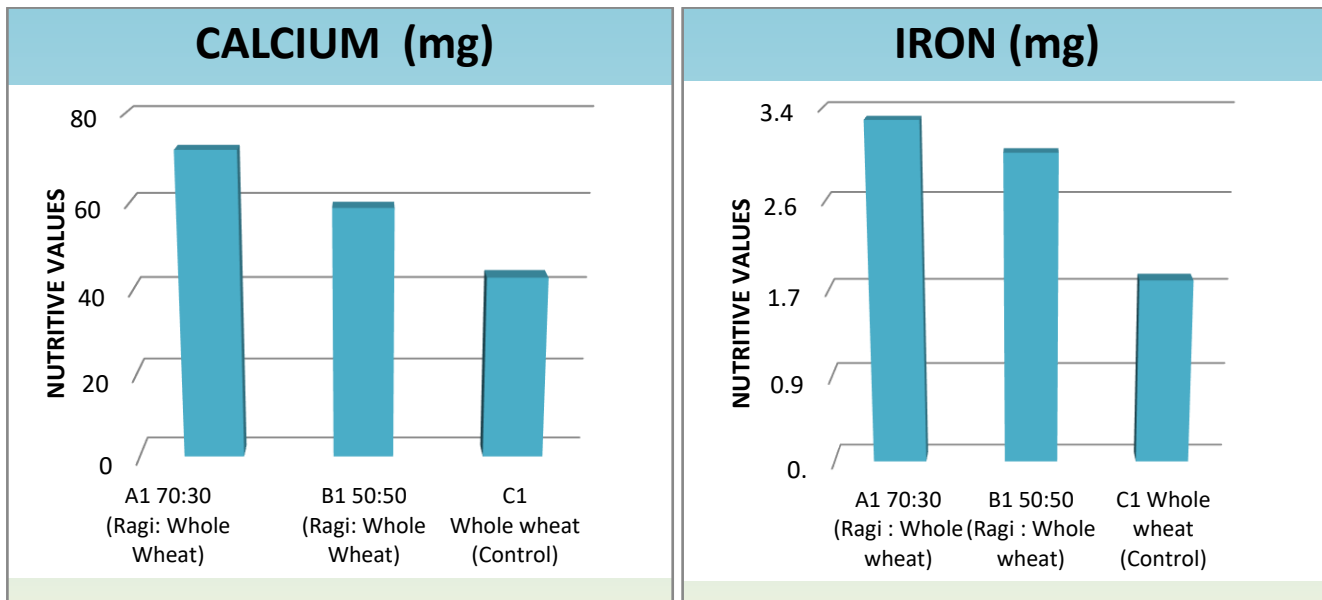 CALCIUM (mg)
NUTRITIVE VALUES
80
60
40
20
0
A1 70:30
(Ragi: Whole
Wheat)
B1 50:50
(Ragi: Whole
Wheat)
C1
Whole wheat
(Control)
IRON (mg)
NUTRITIVE VALUES
3.4
2.6
1.7
0.9
0.
A1 70:30
(Ragi : Whole
wheat)
B1 50:50
(Ragi : Whole
wheat)
C1 Whole
wheat
(Control)